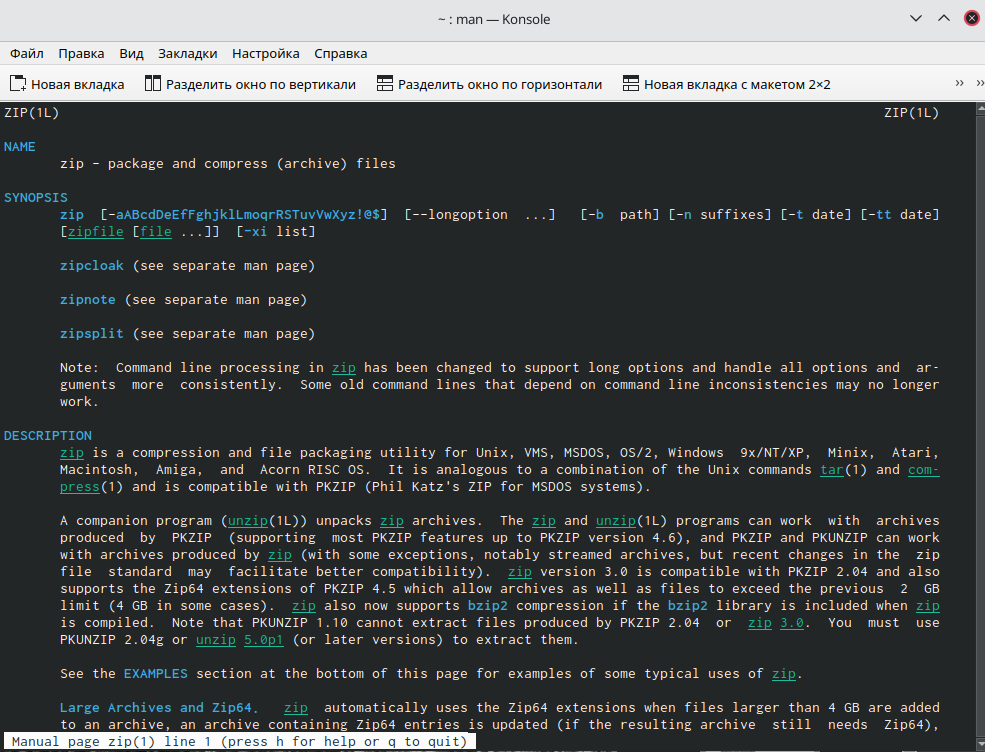 ~ : man — Konsole
Файл Правка Вид Закладки Настройка Справка
Новая вкладка Разделить окно по вертикали Разделить окно по горизонтали Новая вкладка с макетом 2×2 ›› ››
ZIP(1L) ZIP(1L)
NAME
zip - package and compress (archive) files
SYNOPSIS
zip [-aABcdDeEfFghjklLmoqrRSTuvVwXyz!@$] [--longoption ...] [-b path] [-n suffixes] [-t date] [-tt date]
[zipfile [file ...]] [-xi list]
zipcloak (see separate man page)
zipnote (see separate man page)
zipsplit (see separate man page)
Note: Command line processing in zip has been changed to support long options and handle all options and ar-
guments more consistently. Some old command lines that depend on command line inconsistencies may no longer
work.
DESCRIPTION
zip is a compression and file packaging utility for Unix, VMS, MSDOS, OS/2, Windows 9x/NT/XP, Minix, Atari,
Macintosh, Amiga, and Acorn RISC OS. It is analogous to a combination of the Unix commands tar(1) and com-
press(1) and is compatible with PKZIP (Phil Katz's ZIP for MSDOS systems).
A companion program (unzip(1L)) unpacks zip archives. The zip and unzip(1L) programs can work with archives
produced by PKZIP (supporting most PKZIP features up to PKZIP version 4.6), and PKZIP and PKUNZIP can work
with archives produced by zip (with some exceptions, notably streamed archives, but recent changes in the zip
file standard may facilitate better compatibility). zip version 3.0 is compatible with PKZIP 2.04 and also
supports the Zip64 extensions of PKZIP 4.5 which allow archives as well as files to exceed the previous 2 GB
limit (4 GB in some cases). zip also now supports bzip2 compression if the bzip2 library is included when zip
is compiled. Note that PKUNZIP 1.10 cannot extract files produced by PKZIP 2.04 or zip 3.0. You must use
PKUNZIP 2.04g or unzip 5.0p1 (or later versions) to extract them.
See the EXAMPLES section at the bottom of this page for examples of some typical uses of zip.
Large Archives and Zip64. zip automatically uses the Zip64 extensions when files larger than 4 GB are added
to an archive, an archive containing Zip64 entries is updated (if the resulting archive still needs Zip64),
Manual page zip(1) line 1 (press h for help or q to quit)